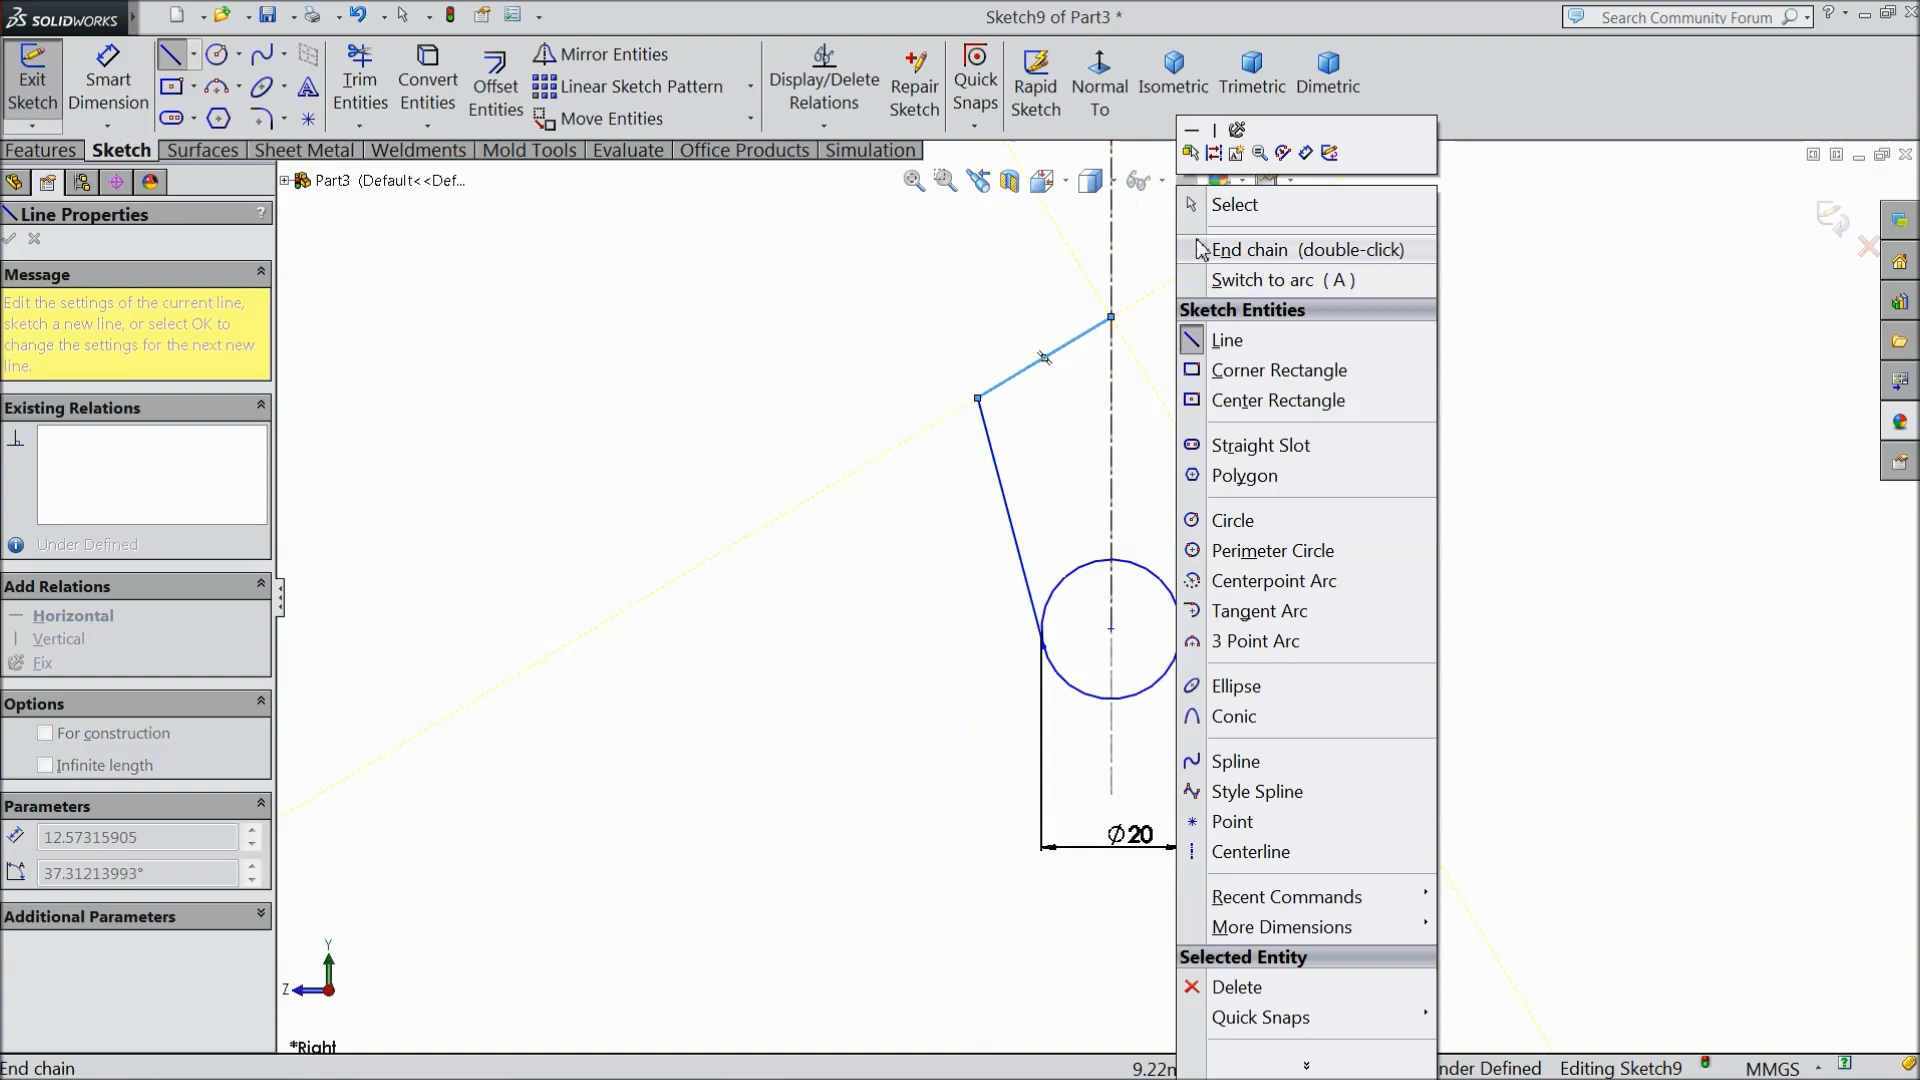 SOLIDWORKS
Sketch9 of Part3 *
Search Community Forum
Exit Sketch
Smart Dimension
Trim Entities
Convert Entities
Offset Entities
Mirror Entities
Linear Sketch Pattern
Move Entities
Display/Delete Relations
Repair Sketch
Quick Snaps
Rapid Sketch
Normal To
Isometric
Trimetric
Dimetric
Features
Sketch
Surfaces
Sheet Metal
Weldments
Mold Tools
Evaluate
Office Products
Simulation
Part3 (Default<<Def...
Line Properties
?
Message
Edit the settings of the current line,
sketch a new line, or select OK to
change the settings for the next new
line.
Existing Relations
Under Defined
Add Relations
Horizontal
Vertical
Fix
Options
For construction
Infinite length
Parameters
12.57315905
37.31213993°
Additional Parameters
Select
End chain (double-click)
Switch to arc ( A )
Sketch Entities
Line
Corner Rectangle
Center Rectangle
Straight Slot
Polygon
Circle
Perimeter Circle
Centerpoint Arc
Tangent Arc
3 Point Arc
Ellipse
Conic
Spline
Style Spline
Point
Centerline
Recent Commands
More Dimensions
Selected Entity
Delete
Quick Snaps
∅20
Y
Z
*Right
End chain
9.22m
nder Defined
Editing Sketch9
MMGS